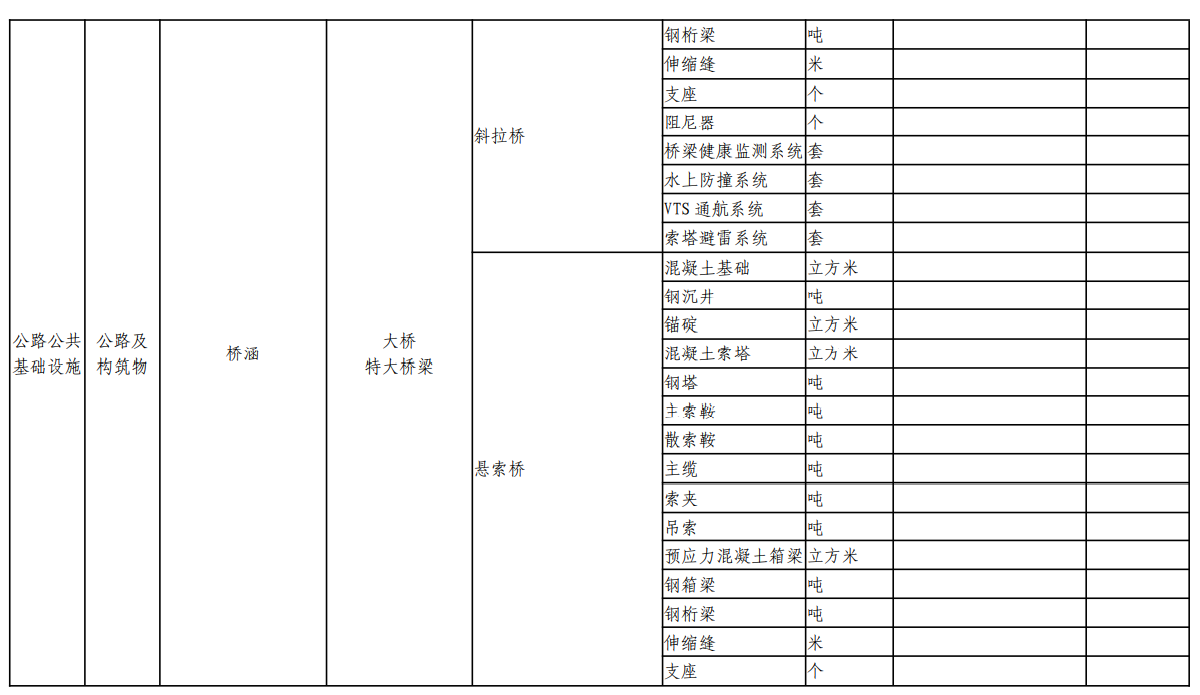 钢桁梁 吨
伸缩缝 米
支座 个
阻尼器 个
斜拉桥
桥梁健康监测系统 套
水上防撞系统 套
VTS 通航系统 套
索塔避雷系统 套
混凝土基础 立方米
钢沉井 吨
锚碇 立方米
公路公共
基础设施
公路及
构筑物
桥涵
大桥
特大桥梁
混凝土索塔 立方米
钢塔 吨
主索鞍 吨
散索鞍 吨
悬索桥
主缆 吨
索夹 吨
吊索 吨
预应力混凝土箱梁 立方米
钢箱梁 吨
钢桁梁 吨
伸缩缝 米
支座 个